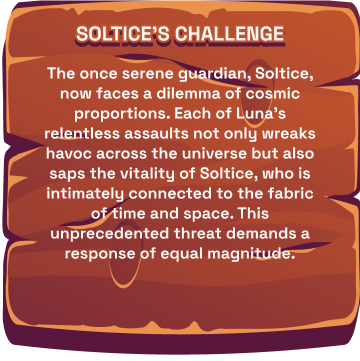 SOLTICE'S CHALLENGE
The once serene guardian, Soltice,
now faces a dilemma of cosmic
proportions. Each of Luna's
relentless assaults not only wreaks
havoc across the universe but also
saps the vitality of Soltice, who is
intimately connected to the fabric
of time and space. This
unprecedented threat demands a
response of equal magnitude.